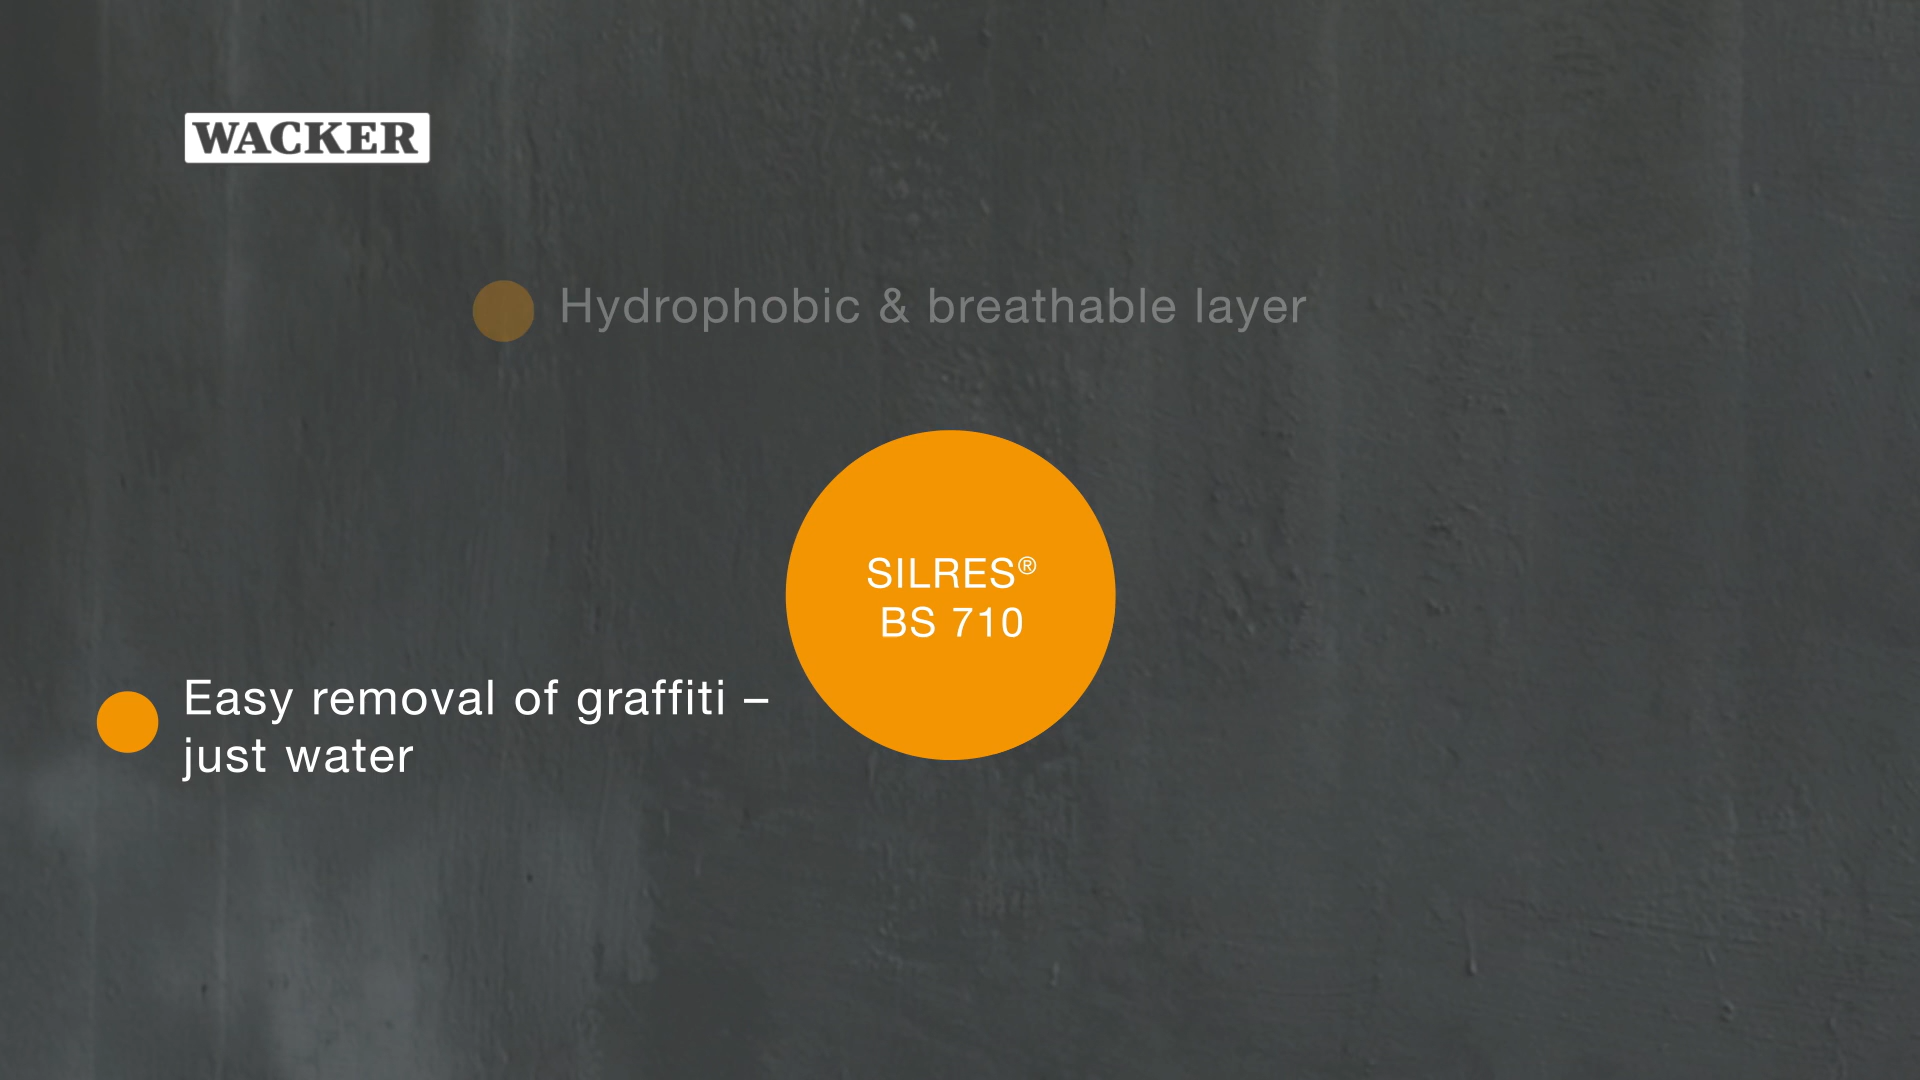 WACKER
Hydrophobic & breathable layer
SILRES®
BS 710
Easy removal of graffiti –
just water